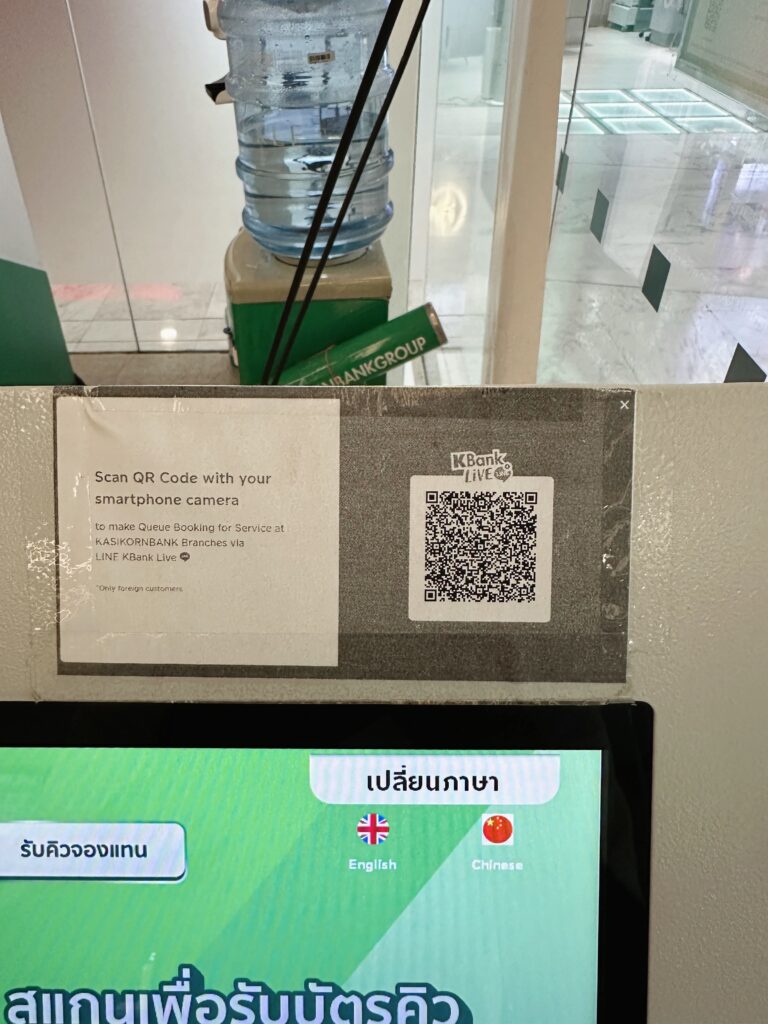 BANKGROUP
Scan QR Code with your
smartphone camera
to make Queue Booking for Service at
KASIKORNBANK Branches via
LINE KBank Live
*Only foreign customers
KBank
LIVE
เปลี่ยนภาษา
English
Chinese
รับคิวจองแทน
สแกนเพื่อรับบัตรคิว